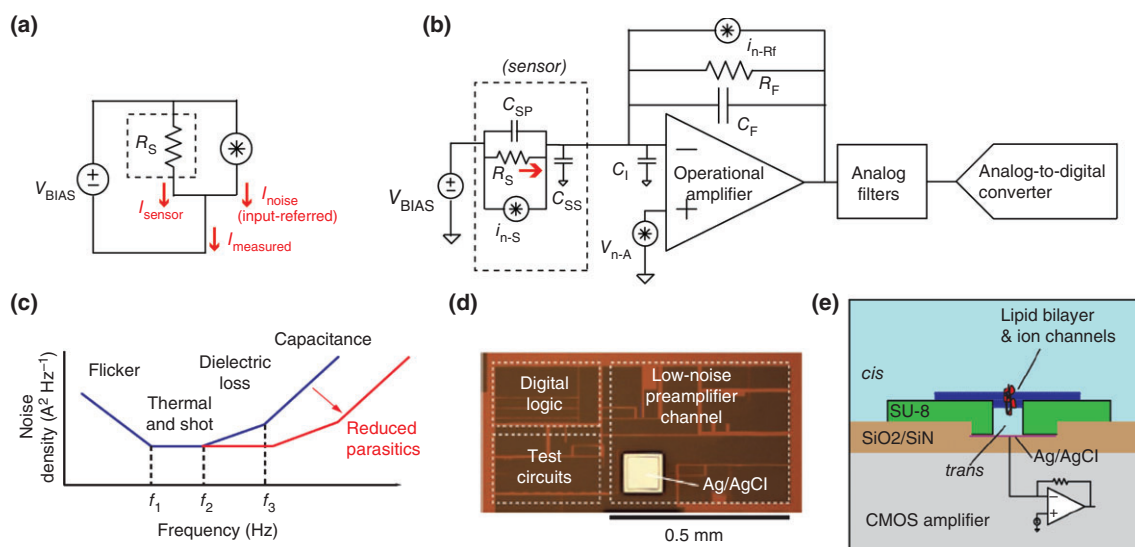 (a)
R_S
V_BIAS
I_sensor
I_noise
(input-referred)
I_measured
(b)
(sensor)
C_SP
R_S
C_SS
V_BIAS
i_n-S
i_n-Rf
R_F
C_F
C_I
Operational
amplifier
V_n-A
Analog
filters
Analog-to-digital
converter
(c)
Noise
density (A² Hz⁻¹)
Flicker
Thermal and shot
Dielectric
loss
Capacitance
Reduced
parasitics
f_1
f_2
f_3
Frequency (Hz)
(d)
Digital
logic
Test
circuits
Low-noise
preamplifier
channel
Ag/AgCl
0.5 mm
(e)
Lipid bilayer
& ion channels
cis
SU-8
SiO2/SiN
trans
Ag/AgCl
CMOS amplifier